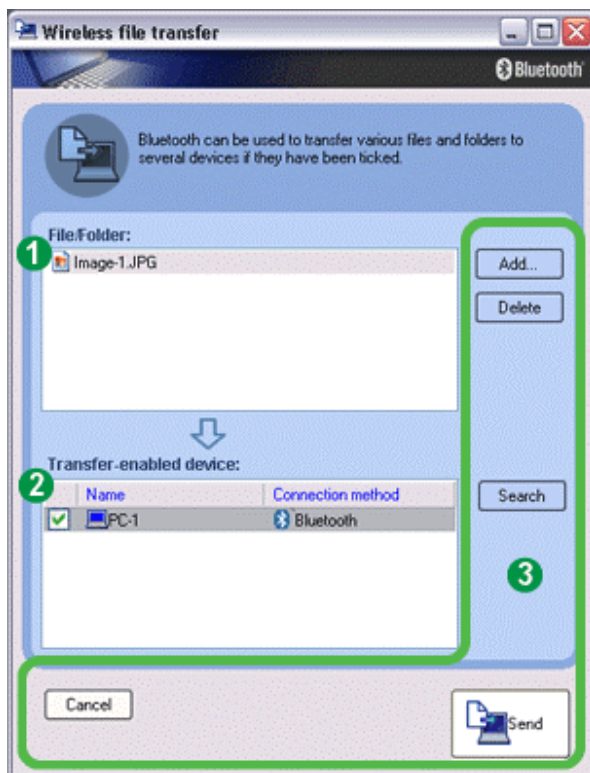 Wireless file transfer
Bluetooth
Bluetooth can be used to transfer various files and folders to
several devices if they have been ticked.
File/Folder:
1
Image-1.JPG
Add...
Delete
Transfer-enabled device:
2
Name Connection method
Search
PC-1 Bluetooth
3
Cancel
Send